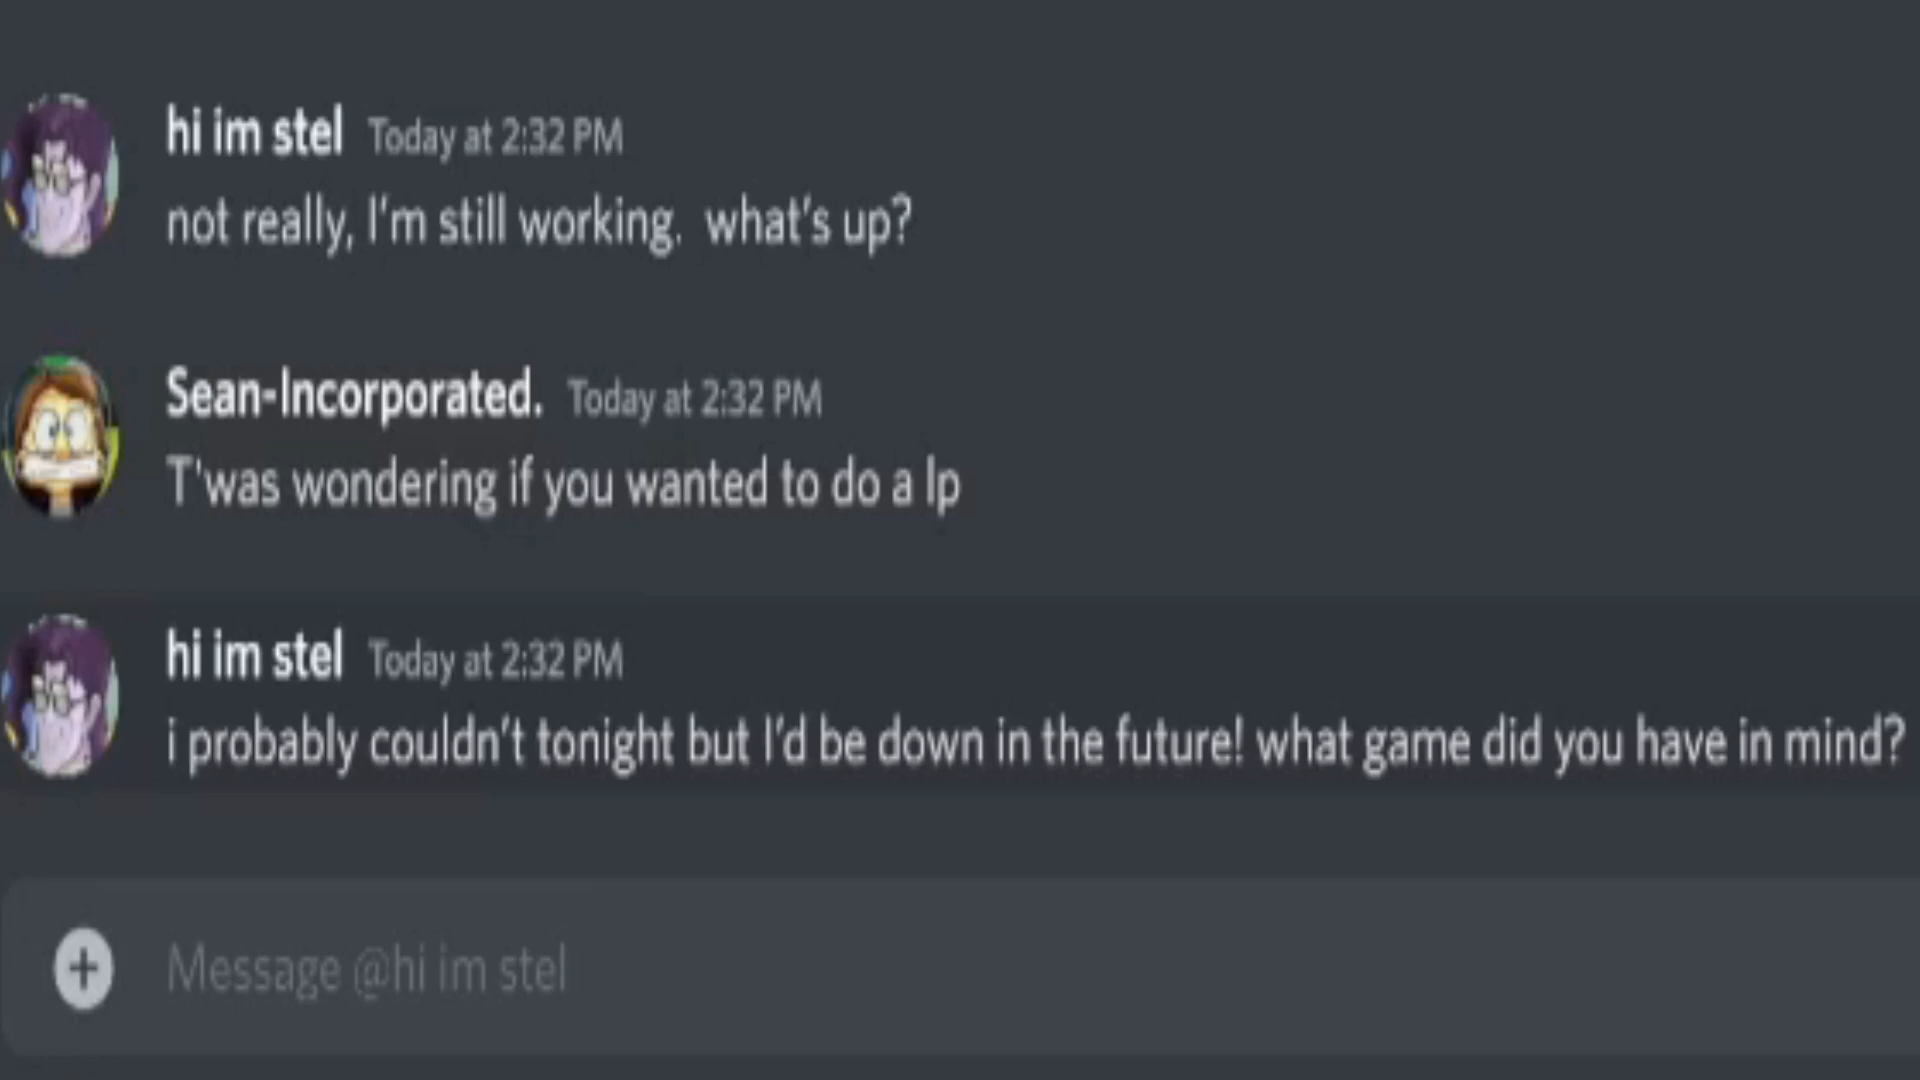 hi im stel Today at 2:32 PM
not really, I'm still working.  what's up?
Sean-Incorporated. Today at 2:32 PM
T'was wondering if you wanted to do a lp
hi im stel Today at 2:32 PM
i probably couldn't tonight but I'd be down in the future! what game did you have in mind?
Message @hi im stel